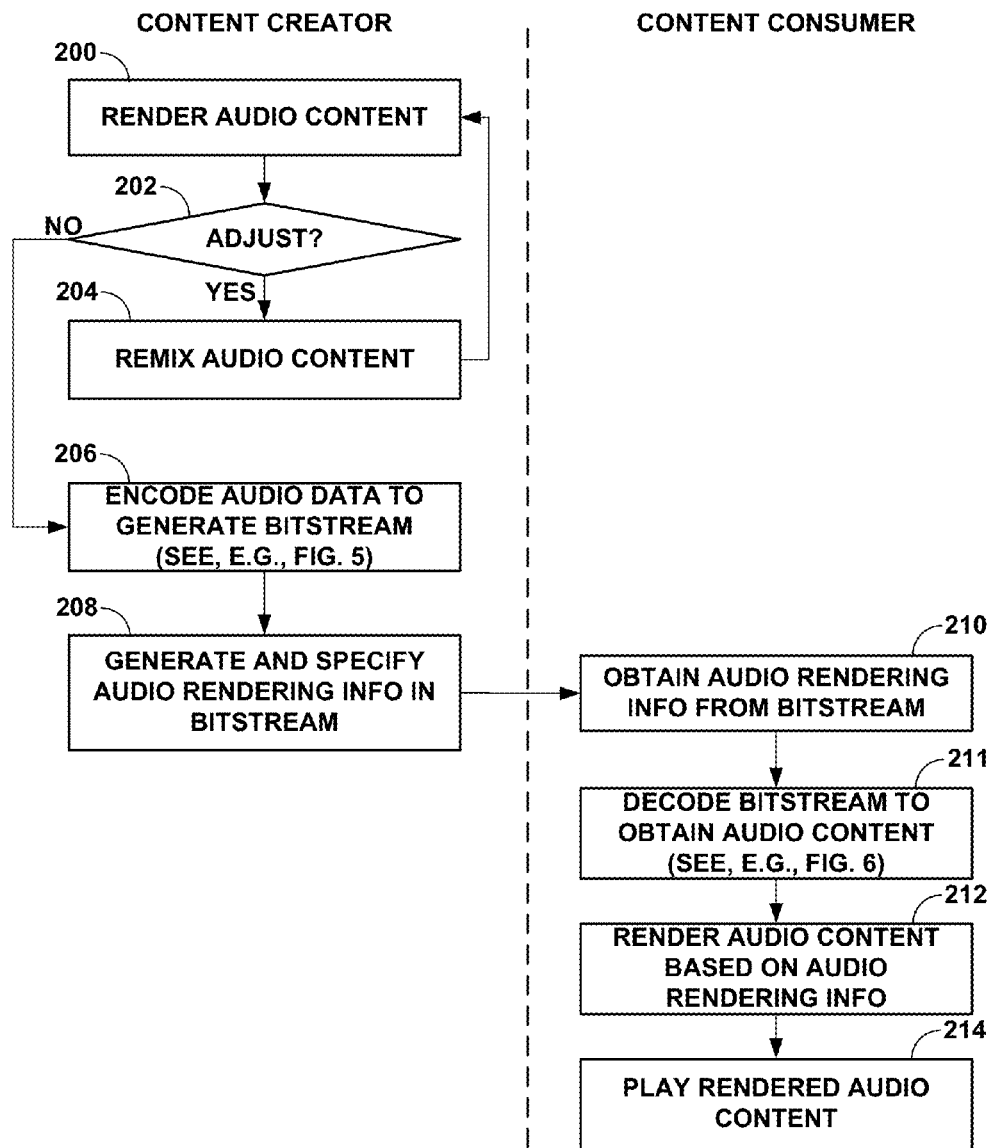 CONTENT CREATOR
CONTENT CONSUMER
200
RENDER AUDIO CONTENT
202
NO
ADJUST?
YES
204
REMIX AUDIO CONTENT
206
ENCODE AUDIO DATA TO
GENERATE BITSTREAM
(SEE, E.G., FIG. 5)
208
GENERATE AND SPECIFY
AUDIO RENDERING INFO IN
BITSTREAM
210
OBTAIN AUDIO RENDERING
INFO FROM BITSTREAM
211
DECODE BITSTREAM TO
OBTAIN AUDIO CONTENT
(SEE, E.G., FIG. 6)
212
RENDER AUDIO CONTENT
BASED ON AUDIO
RENDERING INFO
214
PLAY RENDERED AUDIO
CONTENT